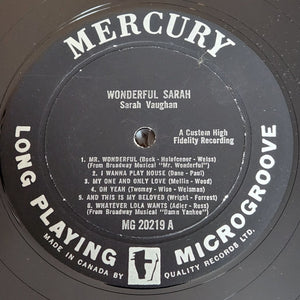 MERCURY
WONDERFUL SARAH
Sarah Vaughan
A Custom High
Fidelity Recording
1. MR. WONDERFUL (Bock - Holofcener - Weiss)
(From Broadway Musical "Mr. Wonderful")
2. I WANNA PLAY HOUSE (Dane - Paul)
3. MY ONE AND ONLY LOVE (Mellin - Wood)
4. OH YEAH (Twomey - Wise - Weisman)
5. AND THIS IS MY BELOVED (Wright - Forrest)
6. WHATEVER LOLA WANTS (Adler - Ross)
(From Broadway Musical "Damn Yankee")
MG 20219 A
LONG PLAYING MICROGROOVE
MADE IN CANADA BY QUALITY RECORDS LTD.